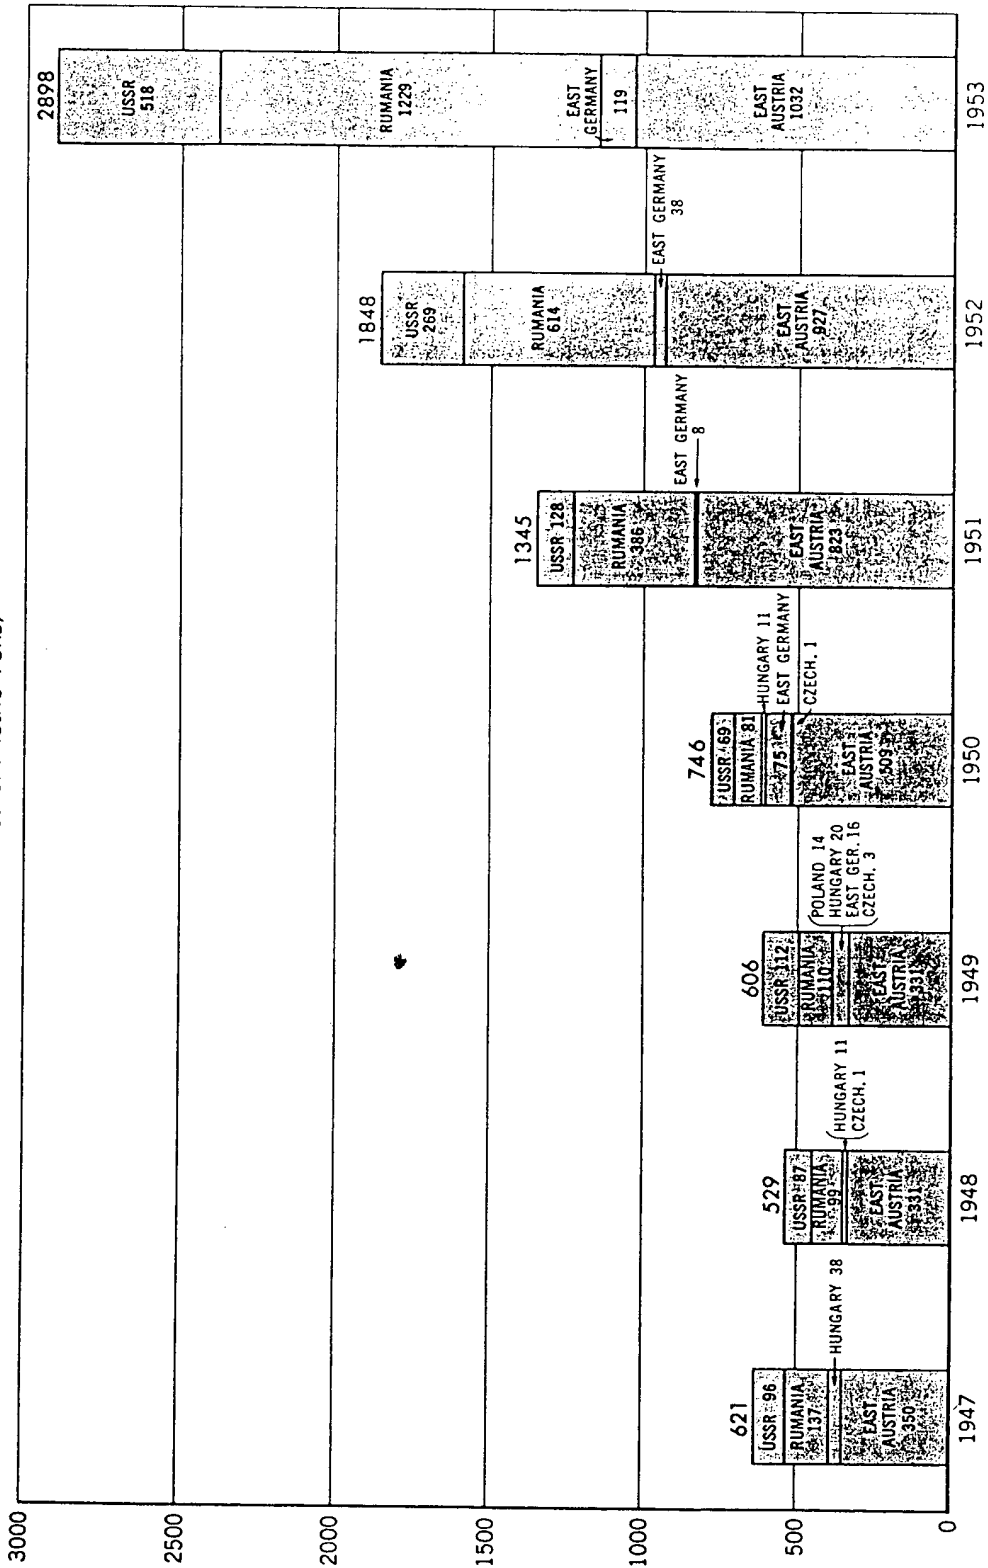 3000
2500
2000
1500
1000
500
0
621
USSR 96
RUMANIA
137
HUNGARY 38
EAST
AUSTRIA
350
1947
529
USSR 87
RUMANIA
99
HUNGARY 11
CZECH. 1
EAST
AUSTRIA
331
1948
606
USSR 112
RUMANIA
110
POLAND 14
HUNGARY 20
EAST GER. 16
CZECH. 3
EAST
AUSTRIA
331
1949
746
USSR 69
RUMANIA 81
HUNGARY 11
75
EAST GERMANY
CZECH. 1
EAST
AUSTRIA
509
1950
1345
USSR 128
RUMANIA
386
EAST GERMANY
8
EAST
AUSTRIA
823
1951
1848
USSR
269
RUMANIA
614
EAST GERMANY
38
EAST
AUSTRIA
927
1952
2898
USSR
518
RUMANIA
1229
EAST
GERMANY
119
EAST
AUSTRIA
1032
1953